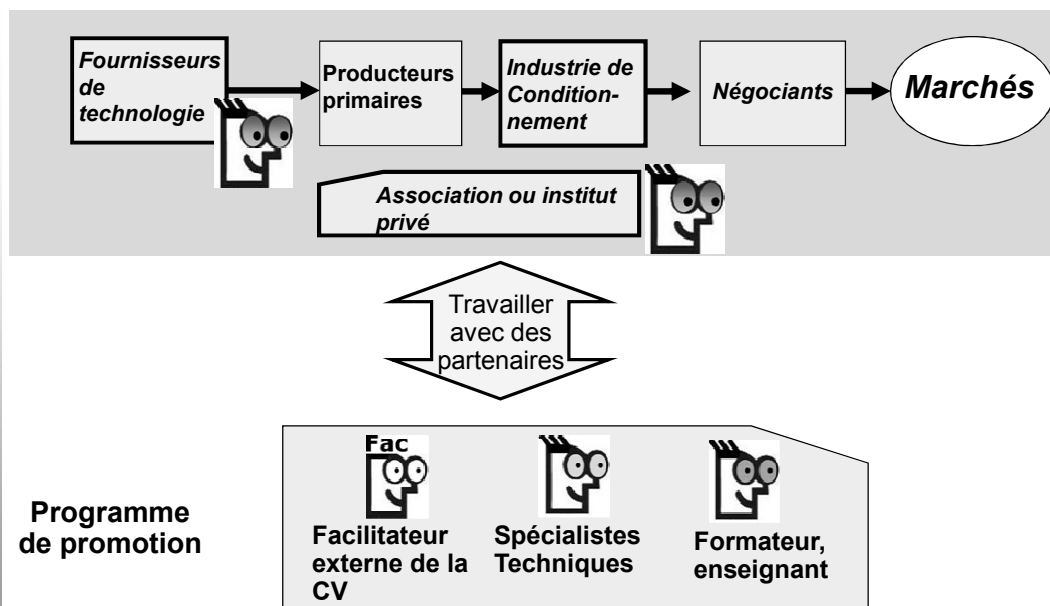 Fournisseurs
de
technologie
Producteurs
primaires
Industrie de
Condition-
nement
Négociants
Marchés
Association ou institut
privé
Travailler
avec des
partenaires
Programme
de promotion
Fac
Facilitateur
externe de la
CV
Spécialistes
Techniques
Formateur,
enseignant